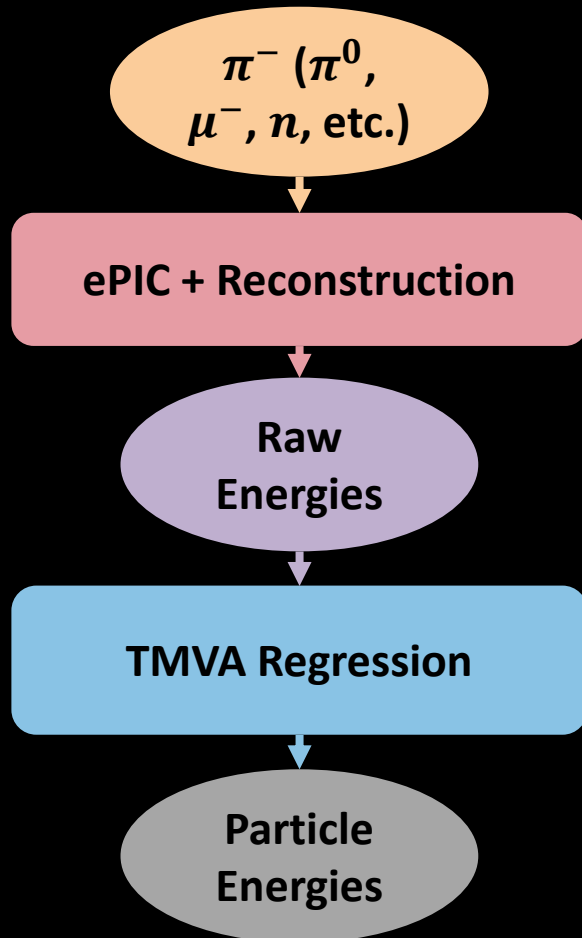 π⁻ (π⁰,
μ⁻, n, etc.)
ePIC + Reconstruction
Raw
Energies
TMVA Regression
Particle
Energies